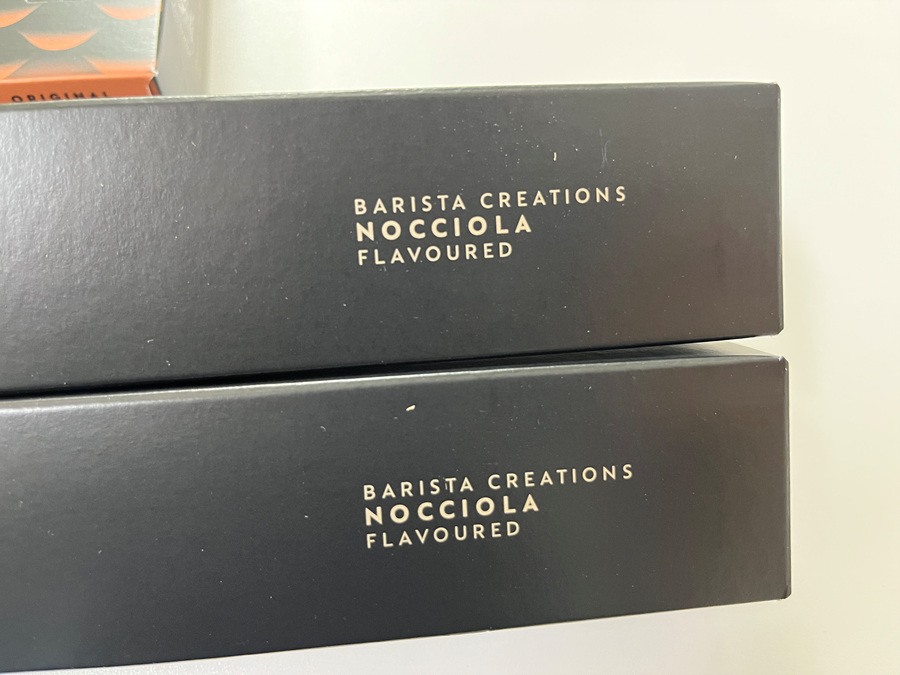 ORIGINAL
BARISTA CREATIONS
NOCCIOLA
FLAVOURED
BARISTA CREATIONS
NOCCIOLA
FLAVOURED